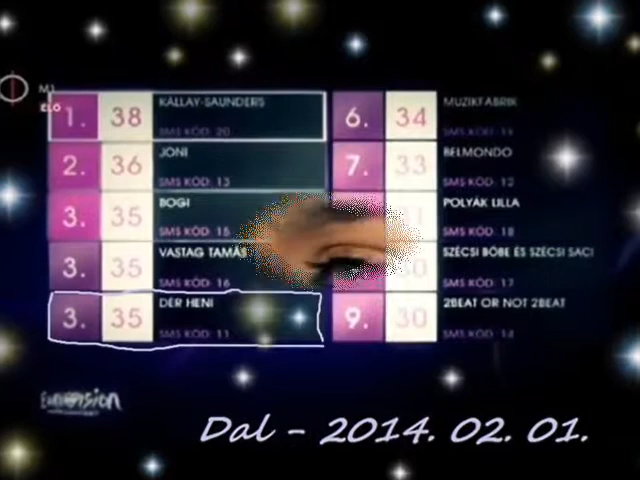 M1
ÉLŐ
1. 38 KÁLLAY-SAUNDERS
SMS KÓD: 20
2. 36 JONI
SMS KÓD: 13
3. 35 BOGI
SMS KÓD: 15
3. 35 VASTAG TAMÁS
SMS KÓD: 16
3. 35 DÉR HENI
SMS KÓD: 11
6. 34 MUZIKFABRIK
SMS KÓD:
7. 33 BELMONDO
SMS KÓD: 12
POLYÁK LILLA
SMS KÓD: 18
SZÉCSI BÖBE ÉS SZÉCSI SACI
SMS KÓD: 17
9. 30 2BEAT OR NOT 2BEAT
SMS KÓD: 14
EUROVISION
Dal - 2014. 02. 01.